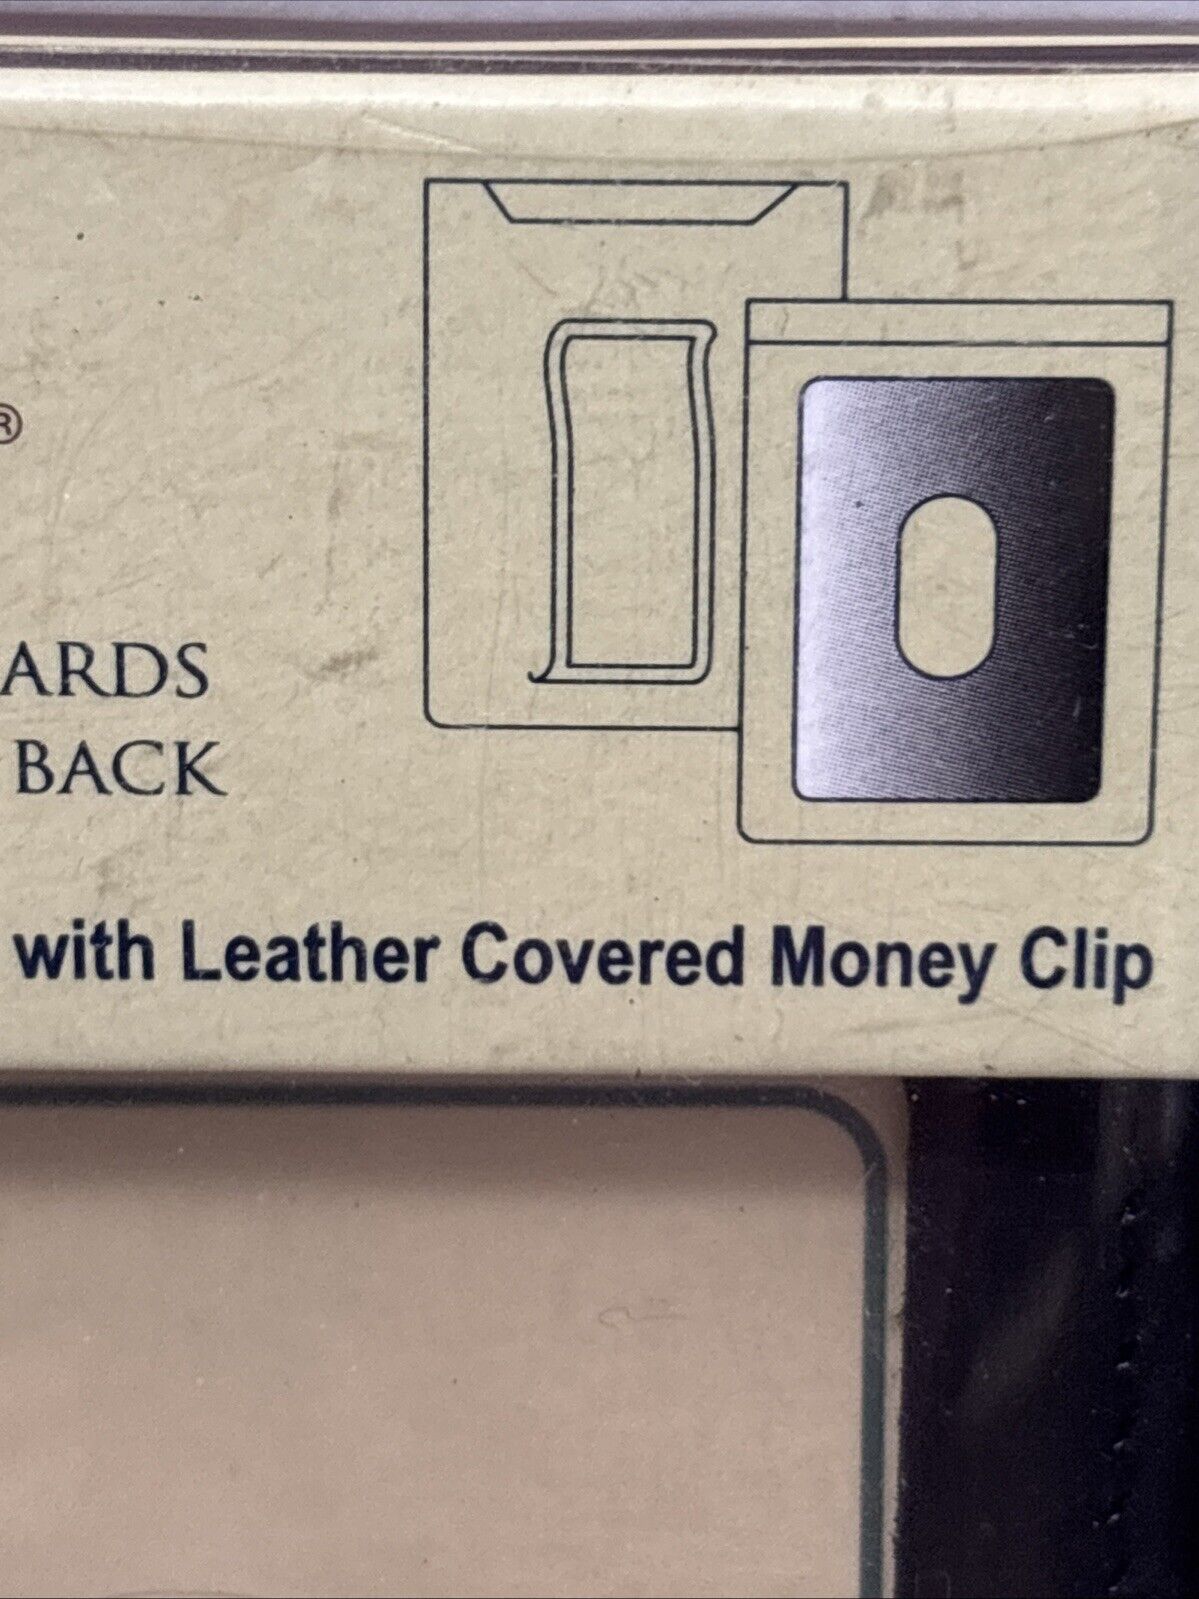 ®
ARDS
BACK
with Leather Covered Money Clip